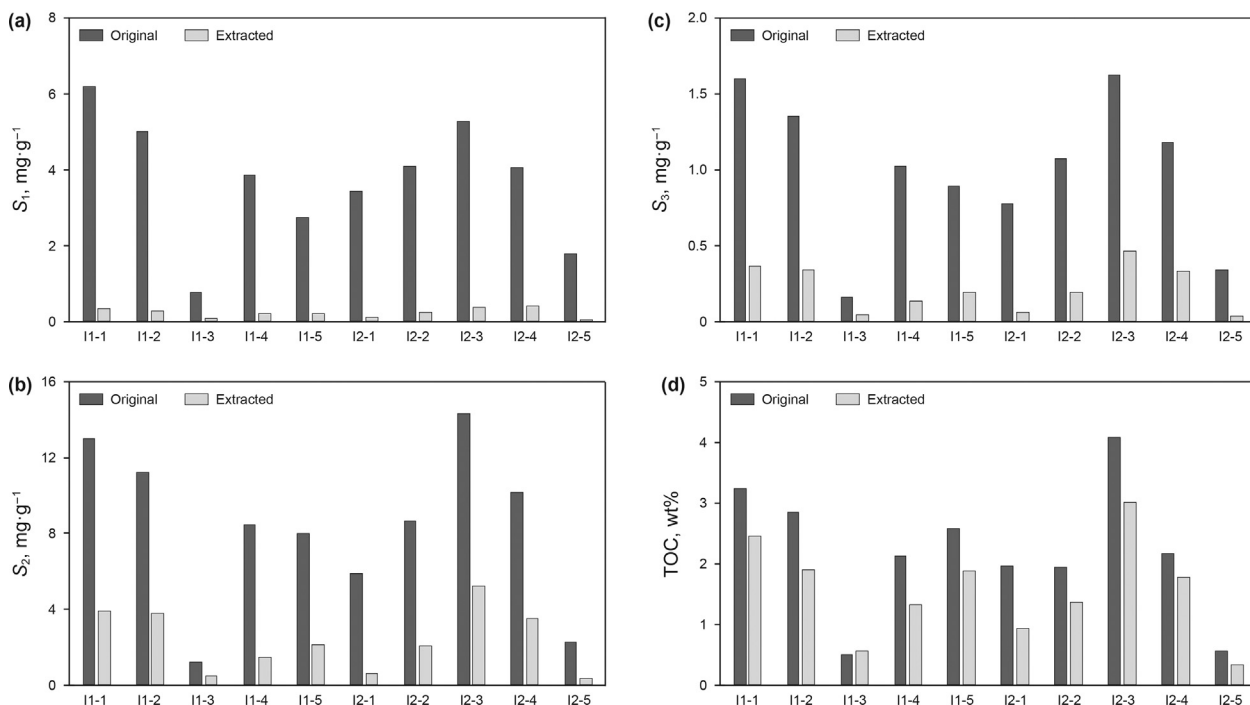 (a)
Original Extracted
8
6
4
2
0
S₁, mg·g⁻¹
I1-1 I1-2 I1-3 I1-4 I1-5 I2-1 I2-2 I2-3 I2-4 I2-5
(c)
Original Extracted
2.0
1.5
1.0
0.5
0
S₃, mg·g⁻¹
I1-1 I1-2 I1-3 I1-4 I1-5 I2-1 I2-2 I2-3 I2-4 I2-5
(b)
Original Extracted
16
12
8
4
0
S₂, mg·g⁻¹
I1-1 I1-2 I1-3 I1-4 I1-5 I2-1 I2-2 I2-3 I2-4 I2-5
(d)
Original Extracted
5
4
3
2
1
0
TOC, wt%
I1-1 I1-2 I1-3 I1-4 I1-5 I2-1 I2-2 I2-3 I2-4 I2-5